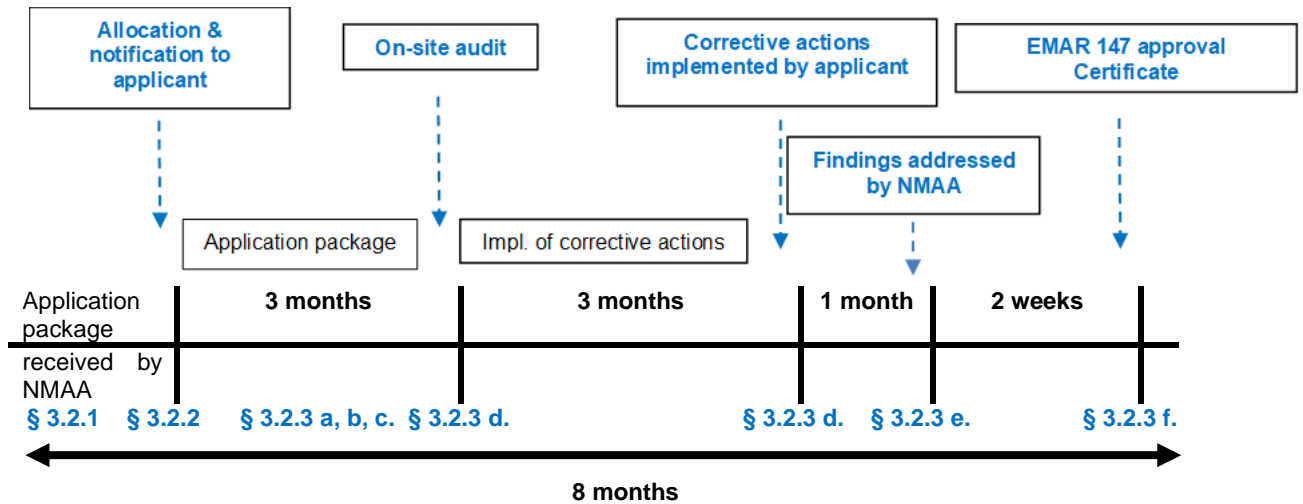 Allocation &
notification to
applicant
On-site audit
Corrective actions
implemented by applicant
EMAR 147 approval
Certificate
Findings addressed
by NMAA
Application package
Impl. of corrective actions
Application
package
3 months
3 months
1 month
2 weeks
received by
NMAA
§ 3.2.1
§ 3.2.2
§ 3.2.3 a, b, c.
§ 3.2.3 d.
§ 3.2.3 d.
§ 3.2.3 e.
§ 3.2.3 f.
8 months